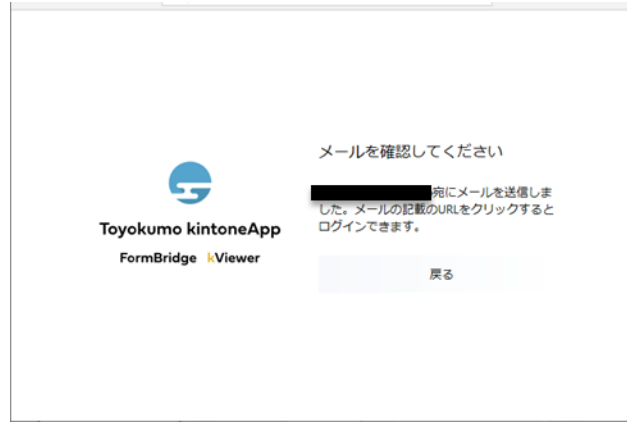 メールを確認してください
宛にメールを送信しま
した。メールの記載のURLをクリックすると
ログインできます。
戻る
Toyokumo kintoneApp
FormBridge kViewer